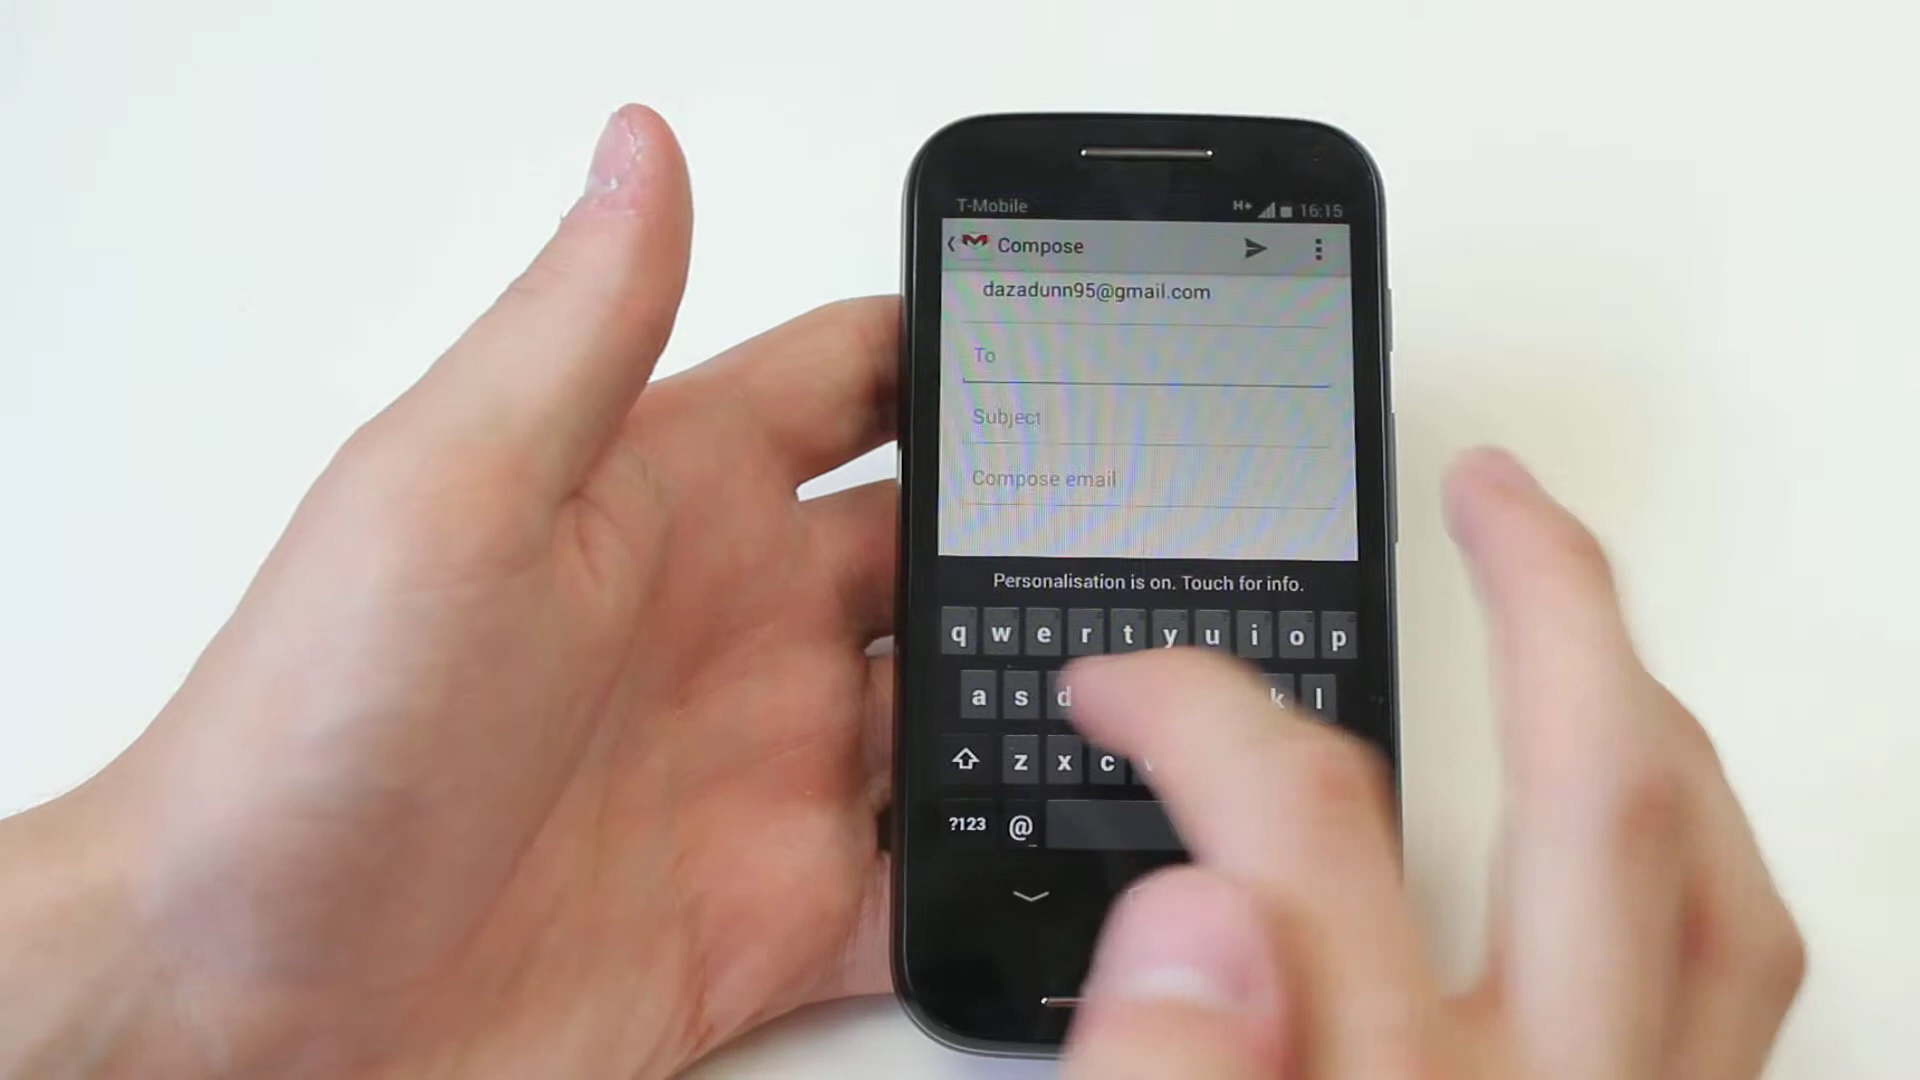 T-Mobile H+ 16:15
Compose
dazadunn95@gmail.com
To
Subject
Compose email
Personalisation is on. Touch for info.
q w e r t y u i o p
a s d k l
z x c
?123 @